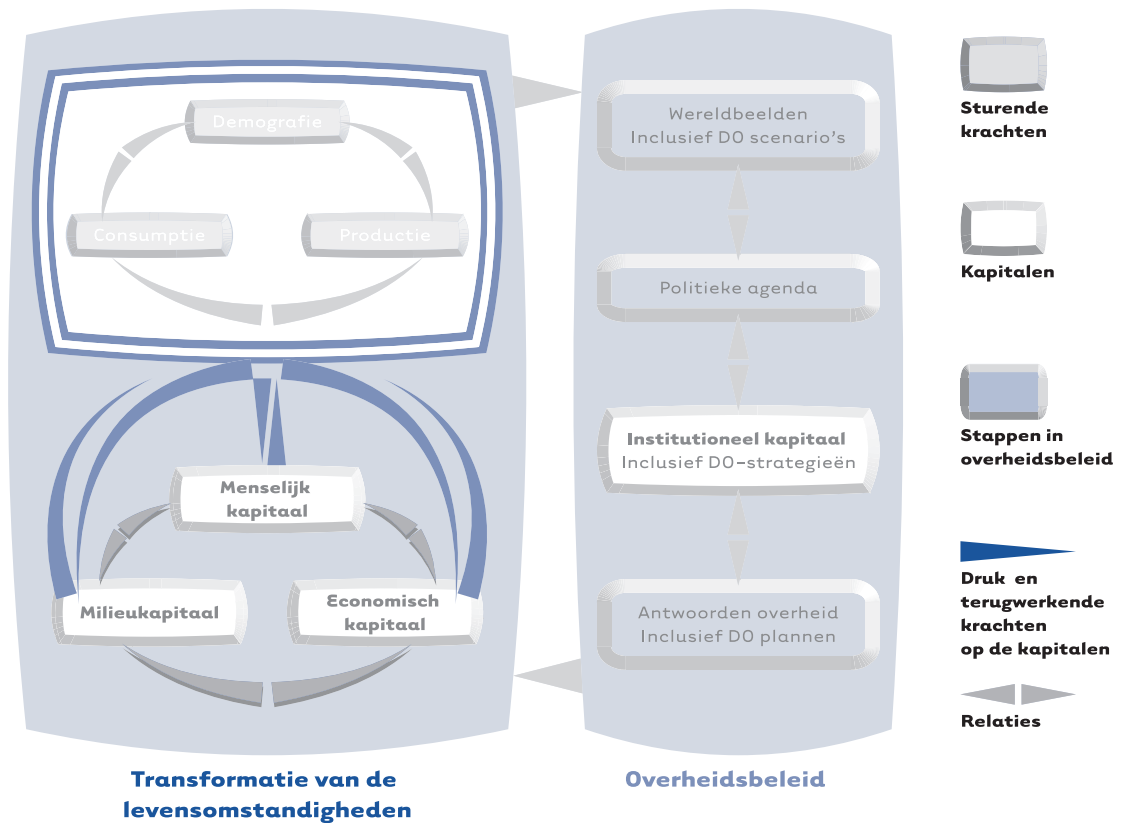 Demografie
Consumptie
Productie
Menselijk
kapitaal
Milieukapitaal
Economisch
kapitaal
Transformatie van de
levensomstandigheden
Wereldbeelden
Inclusief DO scenario's
Politieke agenda
Institutioneel kapitaal
Inclusief DO-strategieën
Antwoorden overheid
Inclusief DO plannen
Overheidsbeleid
Sturende
krachten
Kapitalen
Stappen in
overheidsbeleid
Druk en
terugwerkende
krachten
op de kapitalen
Relaties